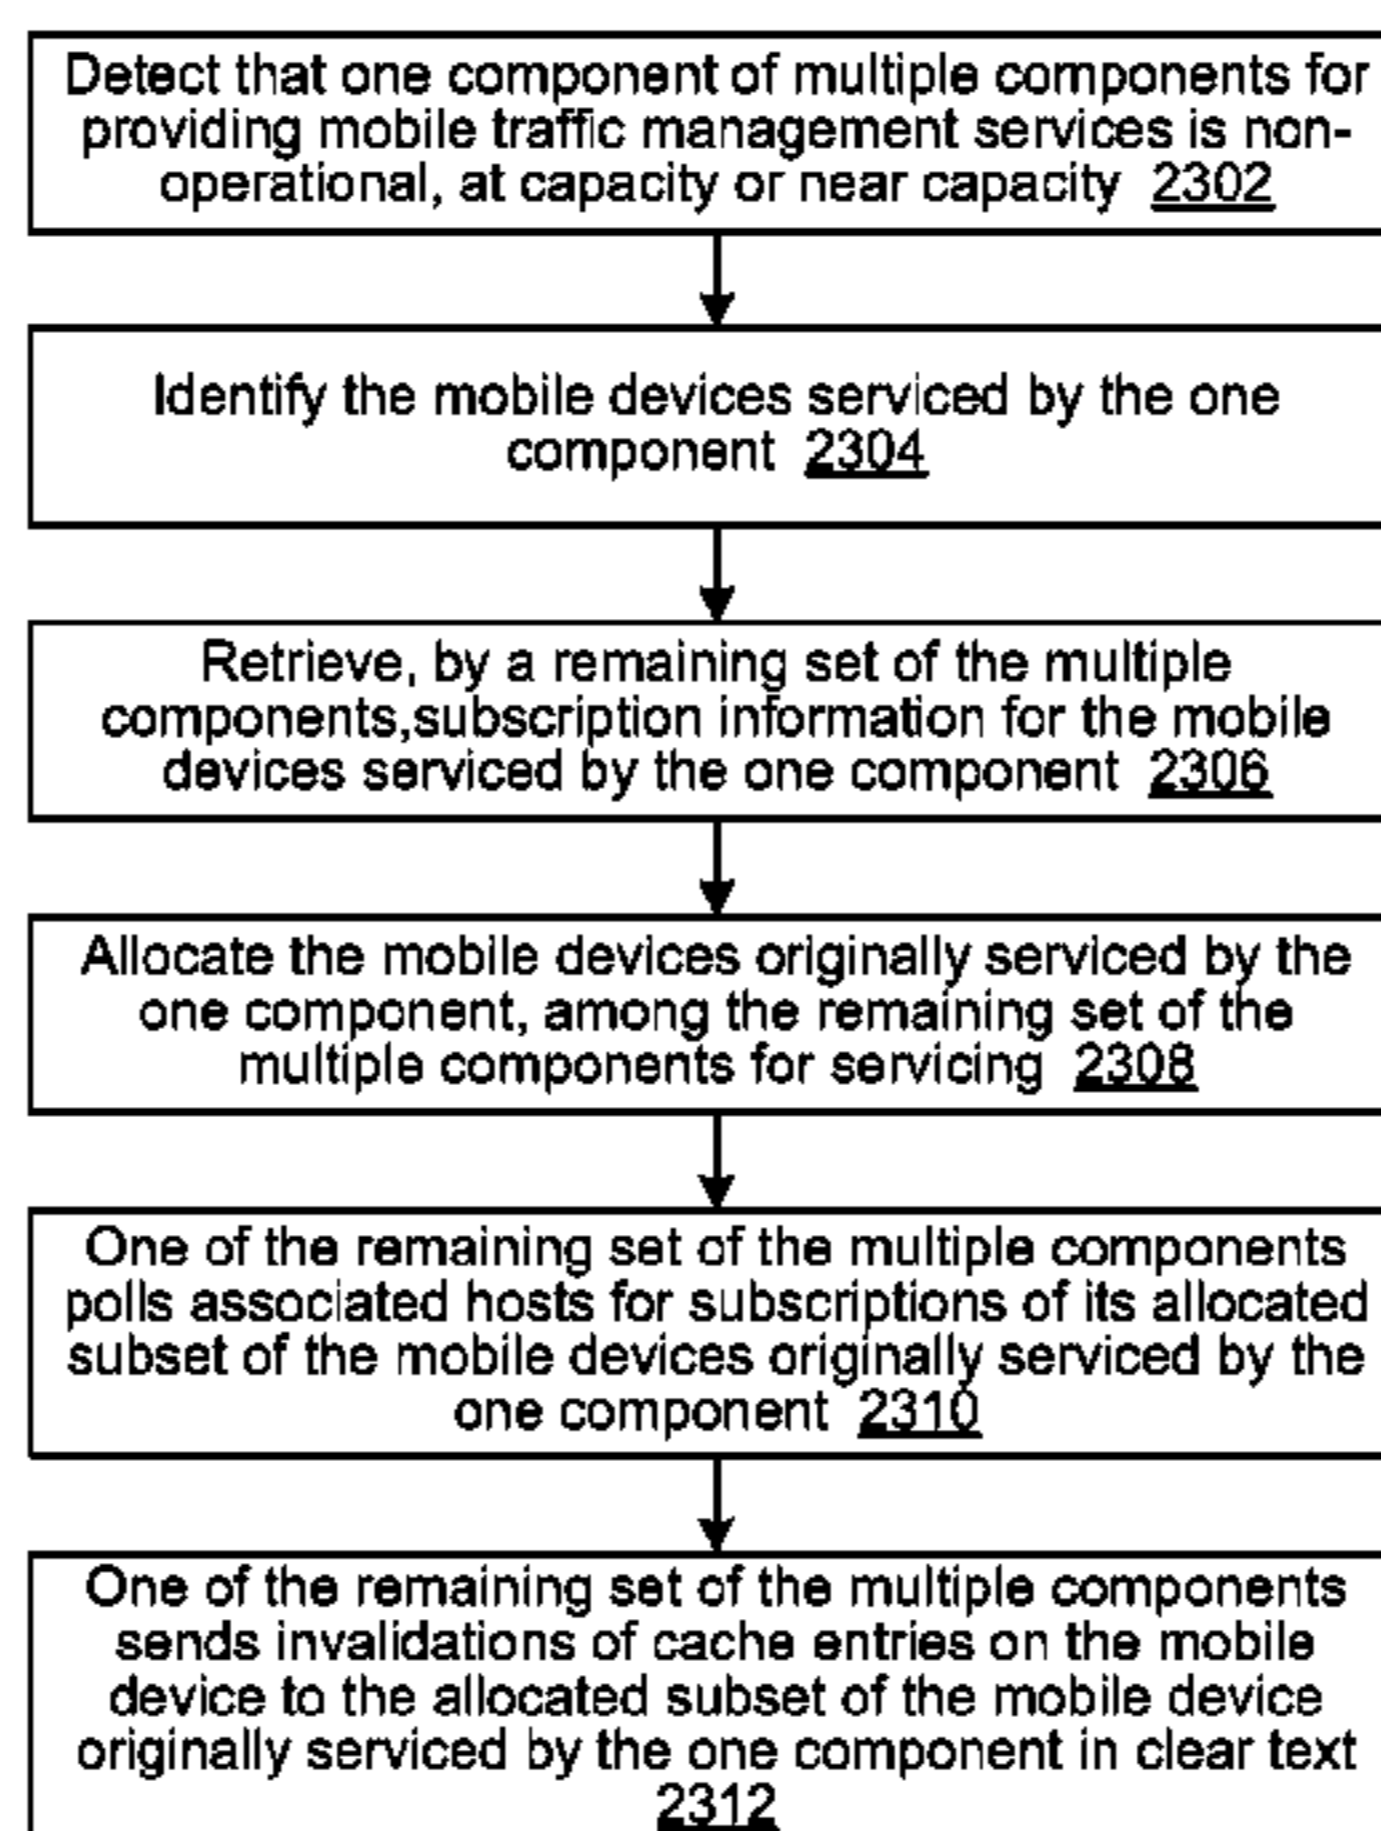 Detect that one component of multiple components for
providing mobile traffic management services is non-
operational, at capacity or near capacity 2302
Identify the mobile devices serviced by the one
component 2304
Retrieve, by a remaining set of the multiple
components,subscription information for the mobile
devices serviced by the one component 2306
Allocate the mobile devices originally serviced by the
one component, among the remaining set of the
multiple components for servicing 2308
One of the remaining set of the multiple components
polls associated hosts for subscriptions of its allocated
subset of the mobile devices originally serviced by the
one component 2310
One of the remaining set of the multiple components
sends invalidations of cache entries on the mobile
device to the allocated subset of the mobile device
originally serviced by the one component in clear text
2312